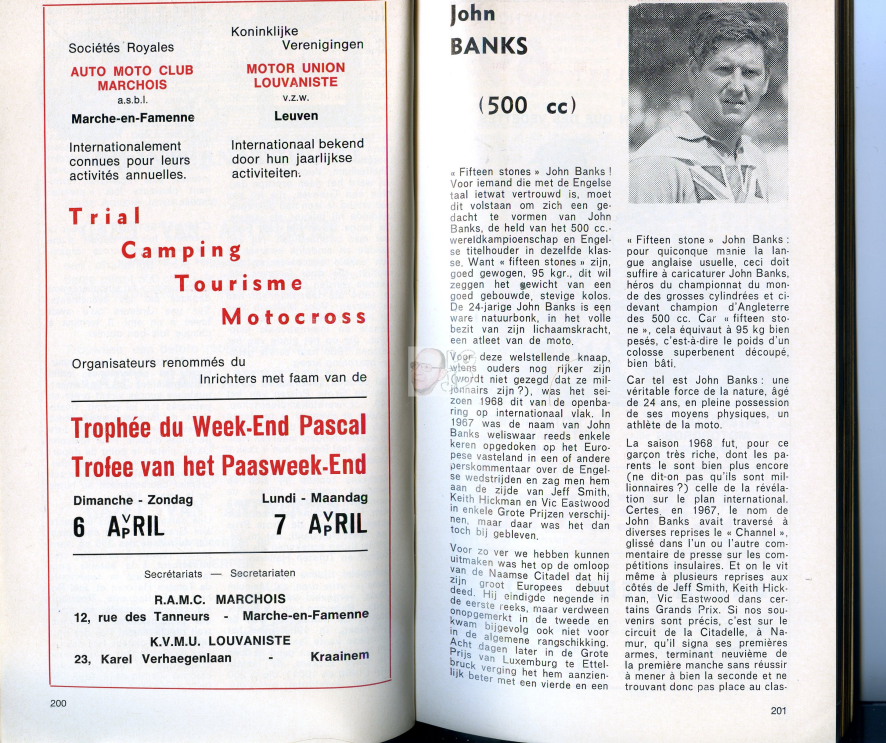 Sociétés Royales
AUTO MOTO CLUB
MARCHOIS
a.s.b.l.
Marche-en-Famenne
Internationalement
connues pour leurs
activités annuelles.
Koninklijke
Verenigingen
MOTOR UNION
LOUVANISTE
v.z.w.
Leuven
Internationaal bekend
door hun jaarlijkse
activiteiten.
Trial
Camping
Tourisme
Motocross
Organisateurs renommés du
Inrichters met faam van de
Trophée du Week-End Pascal
Trofee van het Paasweek-End
Dimanche - Zondag
6 AVPRIL
Lundi - Maandag
7 AVPRIL
Secrétariats — Secretariaten
R.A.M.C. MARCHOIS
12, rue des Tanneurs - Marche-en-Famenne
K.V.M.U. LOUVANISTE
23, Karel Verhaegenlaan - Kraainem
200
John
BANKS
(500 cc)
« Fifteen stones » John Banks !
Voor iemand die met de Engelse
taal ietwat vertrouwd is, moet
dit volstaan om zich een ge-
dacht te vormen van John
Banks, de held van het 500 cc.-
wereldkampioenschap en Engel-
se titelhouder in dezelfde klas-
se. Want « fifteen stones » zijn,
goed gewogen, 95 kgr., dit wil
zeggen het gewicht van een
goed gebouwde, stevige kolos.
De 24-jarige John Banks is een
ware natuurbonk, in het volle
bezit van zijn lichaamskracht,
een atleet van de moto.
Voor deze welstellende knaap,
wiens ouders nog rijker zijn
(wordt niet gezegd dat ze mil-
jonnairs zijn ?), was het sei-
zoen 1968 dit van de openba-
ring op internationaal vlak. In
1967 was de naam van John
Banks weliswaar reeds enkele
keren opgedoken op het Euro-
pese vasteland in een of andere
perskommentaar over de Engel-
se wedstrijden en zag men hem
aan de zijde van Jeff Smith,
Keith Hickman en Vic Eastwood
in enkele Grote Prijzen verschij-
nen, maar daar was het dan
toch bij gebleven.
Voor zo ver we hebben kunnen
uitmaken was het op de omloop
van de Naamse Citadel dat hij
zijn groot Europees debuut
deed. Hij eindigde negende in
de eerste reeks, maar verdween
onopgemerkt in de tweede en
kwam bijgevolg ook niet voor
in de algemene rangschikking.
Acht dagen later in de Grote
Prijs van Luxemburg te Ettel-
bruck verging het hem aanzien-
lijk beter met een vierde en een
« Fifteen stone » John Banks :
pour quiconque manie la lan-
gue anglaise usuelle, ceci doit
suffire à caricaturer John Banks,
héros du championnat du mon-
de des grosses cylindrées et ci-
devant champion d'Angleterre
des 500 cc. Car « fifteen sto-
ne », cela équivaut à 95 kg bien
pesés, c'est-à-dire le poids d'un
colosse superbenent découpé,
bien bâti.
Car tel est John Banks : une
véritable force de la nature, âgé
de 24 ans, en pleine possession
de ses moyens physiques, un
athlète de la moto.
La saison 1968 fut, pour ce
garçon très riche, dont les pa-
rents le sont bien plus encore
(ne dit-on pas qu'ils sont mil-
lionnaires ?) celle de la révéla-
tion sur le plan international.
Certes, en 1967, le nom de
John Banks avait traversé à
diverses reprises le « Channel »,
glissé dans l'un ou l'autre com-
mentaire de presse sur les com-
pétitions insulaires. Et on le vit
même à plusieurs reprises aux
côtés de Jeff Smith, Keith Hick-
man, Vic Eastwood dans cer-
tains Grands Prix. Si nos sou-
venirs sont précis, c'est sur le
circuit de la Citadelle, à Na-
mur, qu'il signa ses premières
armes, terminant neuvième de
la première manche sans réussir
à mener à bien la seconde et ne
trouvant donc pas place au clas-
201